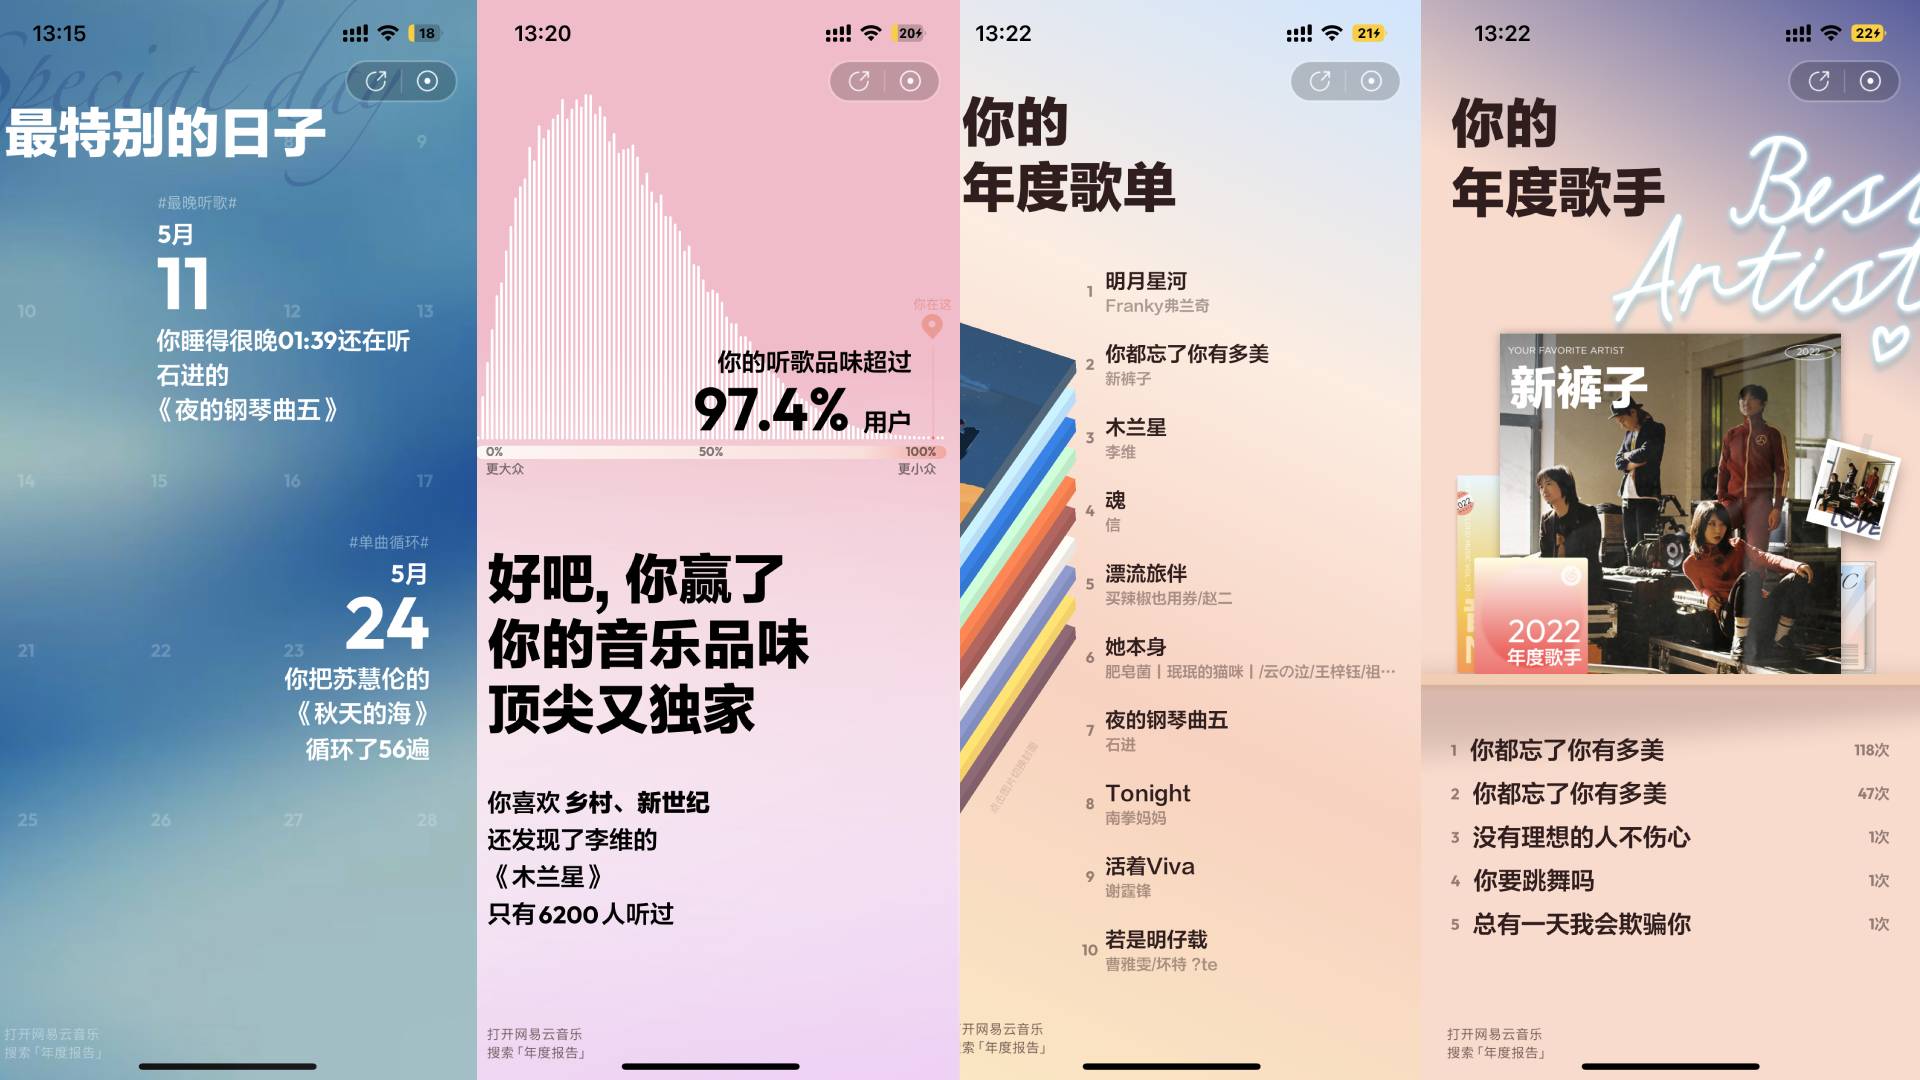 13:15
18
Special day
最特别的日子
8
9
#最晚听歌#
5月
11
10
12
13
你睡得很晚01:39还在听
石进的
《夜的钢琴曲五》
14
15
16
17
#单曲循环#
5月
24
21
22
23
你把苏慧伦的
《秋天的海》
循环了56遍
25
26
27
28
打开网易云音乐
搜索「年度报告」
13:20
20
你在这
你的听歌品味超过
97.4% 用户
0%
50%
100%
更大众
更小众
好吧, 你赢了
你的音乐品味
顶尖又独家
你喜欢 乡村、新世纪
还发现了李维的
《木兰星》
只有6200人听过
打开网易云音乐
搜索「年度报告」
13:22
21
你的
年度歌单
1 明月星河
Franky弗兰奇
2 你都忘了你有多美
新裤子
3 木兰星
李维
4 魂
信
5 漂流旅伴
买辣椒也用券/赵二
6 她本身
肥皂菌丨珉珉的猫咪丨/云の泣/王梓钰/祖…
7 夜的钢琴曲五
石进
8 Tonight
南拳妈妈
9 活着Viva
谢霆锋
10 若是明仔载
曹雅雯/坏特 ?te
点击图片切换封面
开网易云音乐
索「年度报告」
13:22
22
你的
年度歌手
Best
Artist
YOUR FAVORITE ARTIST
2022
新裤子
2022
LOVE
2022
年度歌手
1 你都忘了你有多美 118次
2 你都忘了你有多美 47次
3 没有理想的人不伤心 1次
4 你要跳舞吗 1次
5 总有一天我会欺骗你 1次
打开网易云音乐
搜索「年度报告」